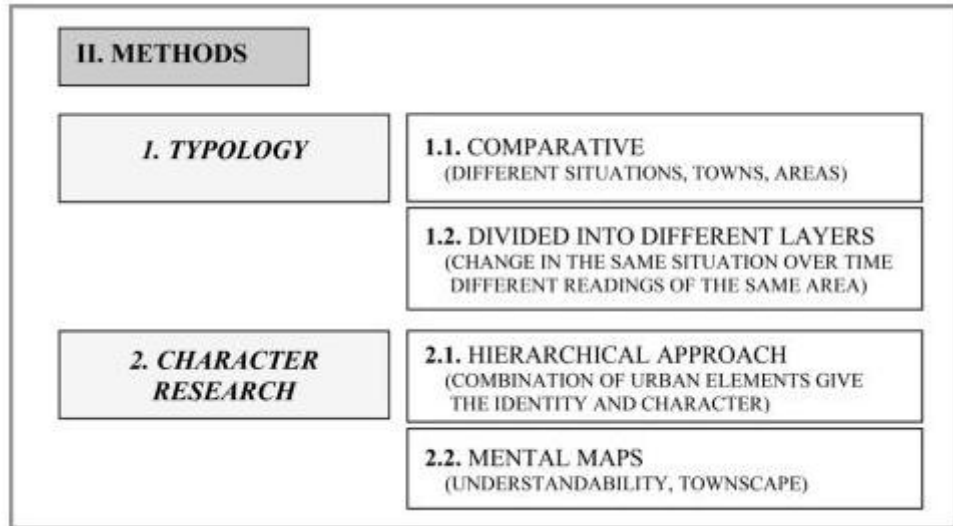 II. METHODS
1. TYPOLOGY
1.1. COMPARATIVE
(DIFFERENT SITUATIONS, TOWNS, AREAS)
1.2. DIVIDED INTO DIFFERENT LAYERS
(CHANGE IN THE SAME SITUATION OVER TIME
DIFFERENT READINGS OF THE SAME AREA)
2. CHARACTER
RESEARCH
2.1. HIERARCHICAL APPROACH
(COMBINATION OF URBAN ELEMENTS GIVE
THE IDENTITY AND CHARACTER)
2.2. MENTAL MAPS
(UNDERSTANDABILITY, TOWNSCAPE)